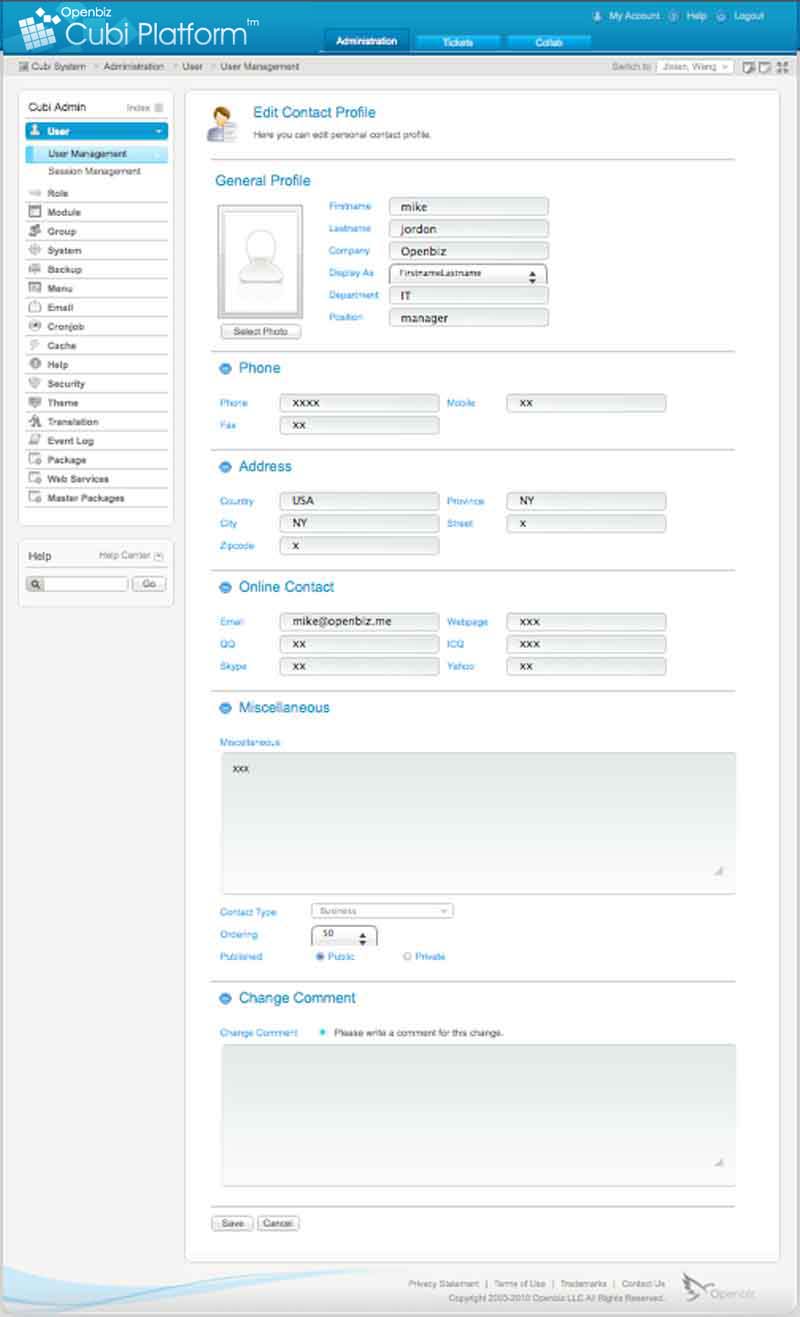 Openbiz
Cubi Platform™
My Account Help Logout
Administration Tickets Collab
Cubi System > Administration > User > User Management
Switch to Jixian, Wang
Cubi Admin Index
User
User Management
Session Management
Role
Module
Group
System
Backup
Menu
Email
Cronjob
Cache
Help
Security
Theme
Translation
Event Log
Package
Web Services
Master Packages
Help Help Center
Go
Edit Contact Profile
Here you can edit personal contact profile.
General Profile
Select Photo
Firstname mike
Lastname jordon
Company Openbiz
Display As FirstnameLastname
Department IT
Position manager
Phone
Phone xxxx Mobile xx
Fax xx
Address
Country USA Province NY
City NY Street x
Zipcode x
Online Contact
Email mike@openbiz.me Webpage xxx
QQ xx ICQ xxx
Skype xx Yahoo xx
Miscellaneous
Miscellaneous
xxx
Contact Type Business
Ordering 50
Published Public Private
Change Comment
Change Comment Please write a comment for this change.
Save Cancel
Privacy Statement | Terms of Use | Trademarks | Contact Us
Copyright 2003-2010 Openbiz LLC All Rights Reserved.
Openbiz